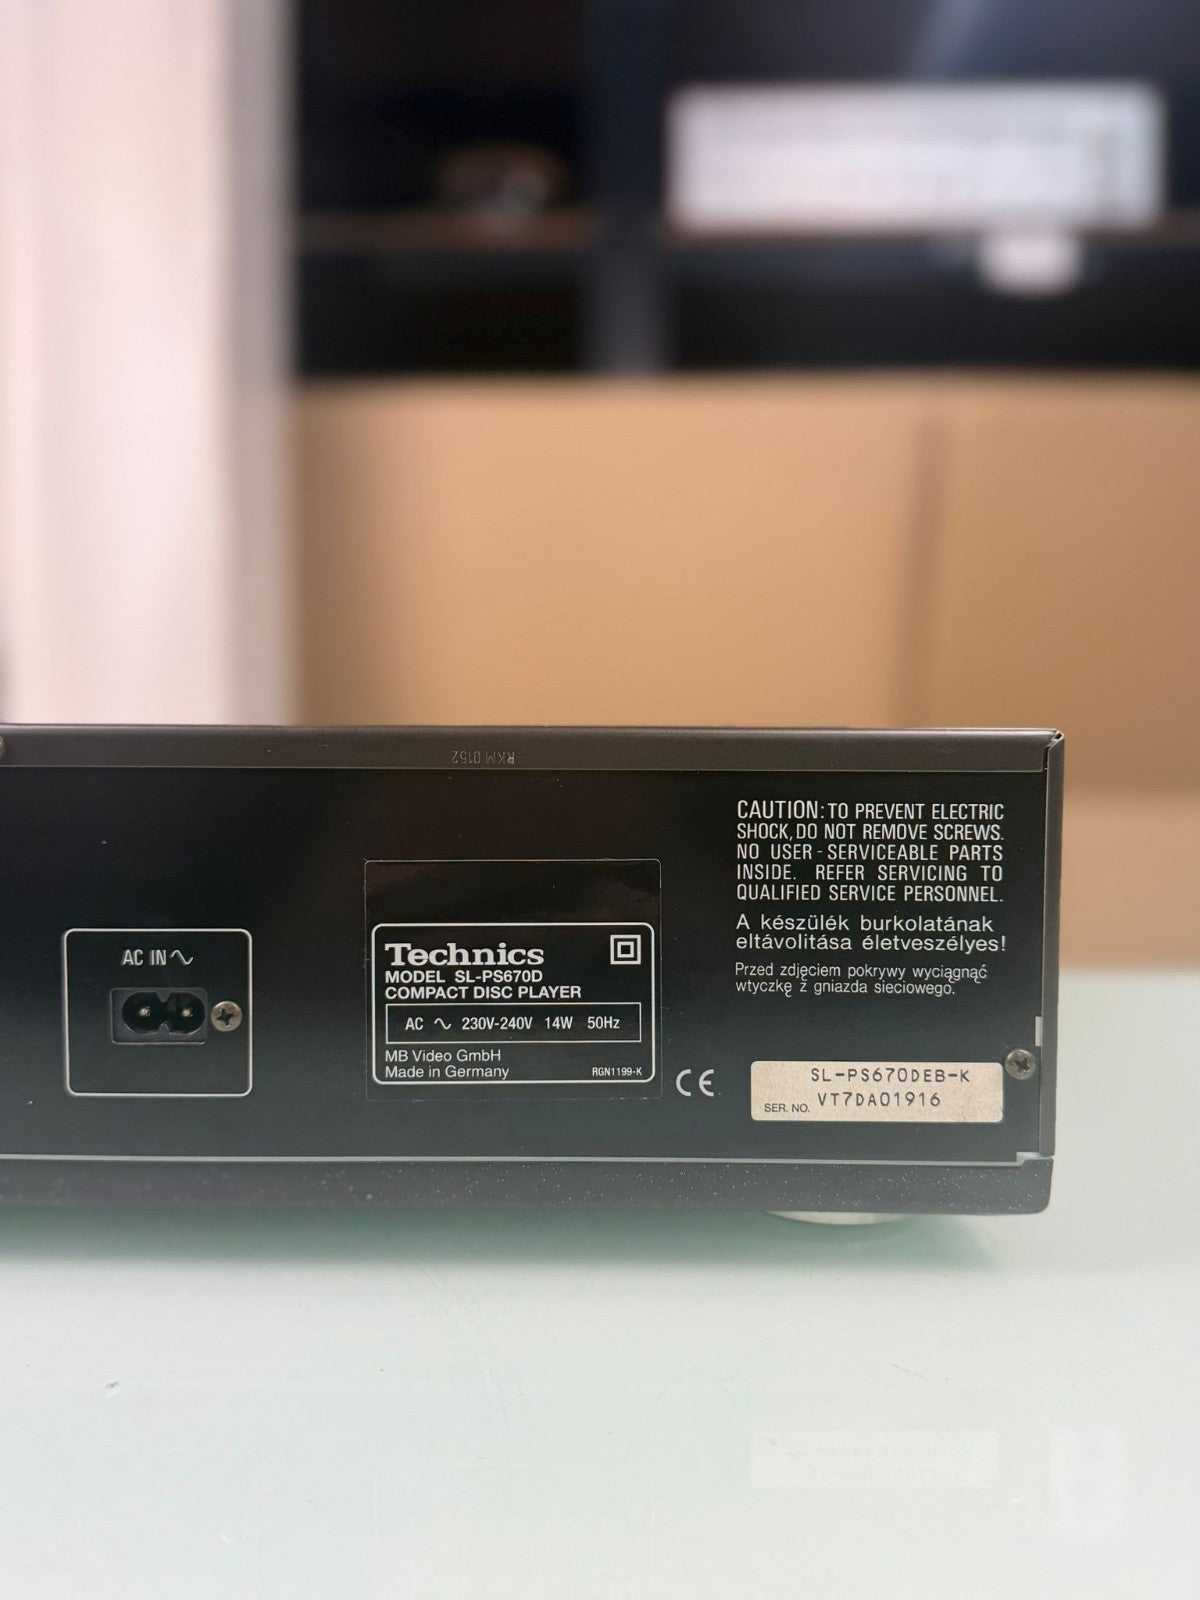 RKM 0152
CAUTION: TO PREVENT ELECTRIC
SHOCK, DO NOT REMOVE SCREWS.
NO USER-SERVICEABLE PARTS
INSIDE. REFER SERVICING TO
QUALIFIED SERVICE PERSONNEL.
A készülék burkolatának
eltávolitása életveszélyes!
Przed zdjęciem pokrywy wyciągnąć
wtyczkę ź gniazda sieciowego.
AC IN ∿
Technics
MODEL SL-PS670D
COMPACT DISC PLAYER
AC ∿ 230V-240V 14W 50Hz
MB Video GmbH
Made in Germany RGN1199-K
CE
SL-PS670DEB-K
SER. NO. VT7DA01916